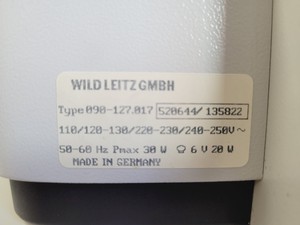 WILD LEITZ GMBH
Type 090-127.017 520644/ 135822
110/120-130/220-230/240-250V ~
50-60 Hz Pmax 30 W 6 V 20 W
MADE IN GERMANY